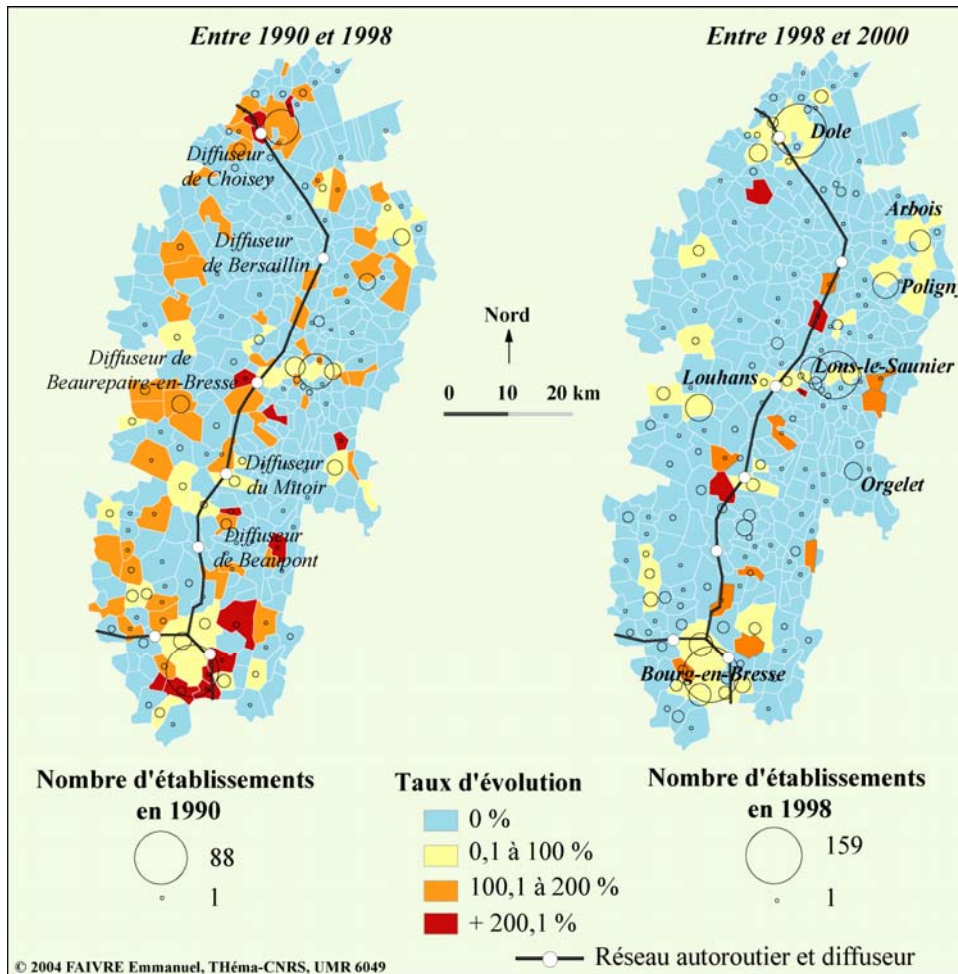 Entre 1990 et 1998
Entre 1998 et 2000
Diffuseur
de Choisey
Diffuseur
de Bersaillin
Diffuseur de
Beaurepaire-en-Bresse
Diffuseur
du Mitoir
Diffuseur
de Beaupont
Nord
0 10 20 km
Dole
Arbois
Poligny
Lons-le-Saunier
Louhans
Orgelet
Bourg-en-Bresse
Nombre d'établissements
en 1990
88
1
Taux d'évolution
0 %
0,1 à 100 %
100,1 à 200 %
+ 200,1 %
Nombre d'établissements
en 1998
159
1
Réseau autoroutier et diffuseur
© 2004 FAIVRE Emmanuel, THéma-CNRS, UMR 6049